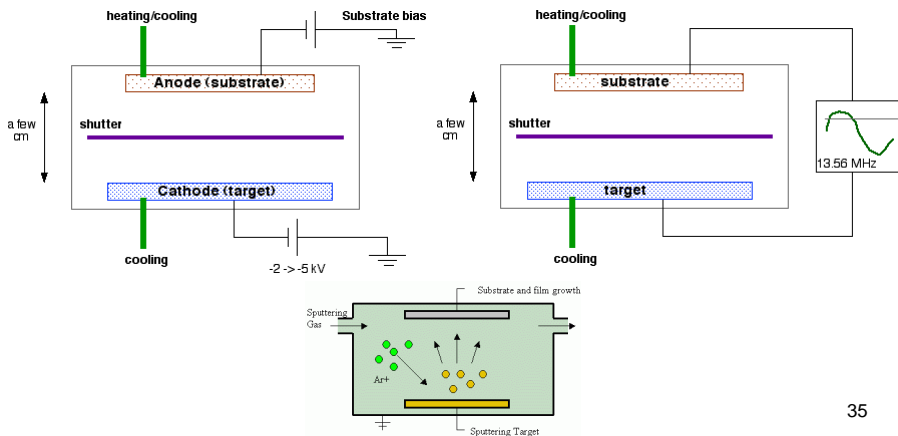 heating/cooling
Substrate bias
Anode (substrate)
a few
cm
shutter
Cathode (target)
cooling
-2 -> -5 kV
heating/cooling
substrate
a few
cm
shutter
13.56 MHz
target
cooling
Substrate and film growth
Sputtering
Gas
Ar+
Sputtering Target
35